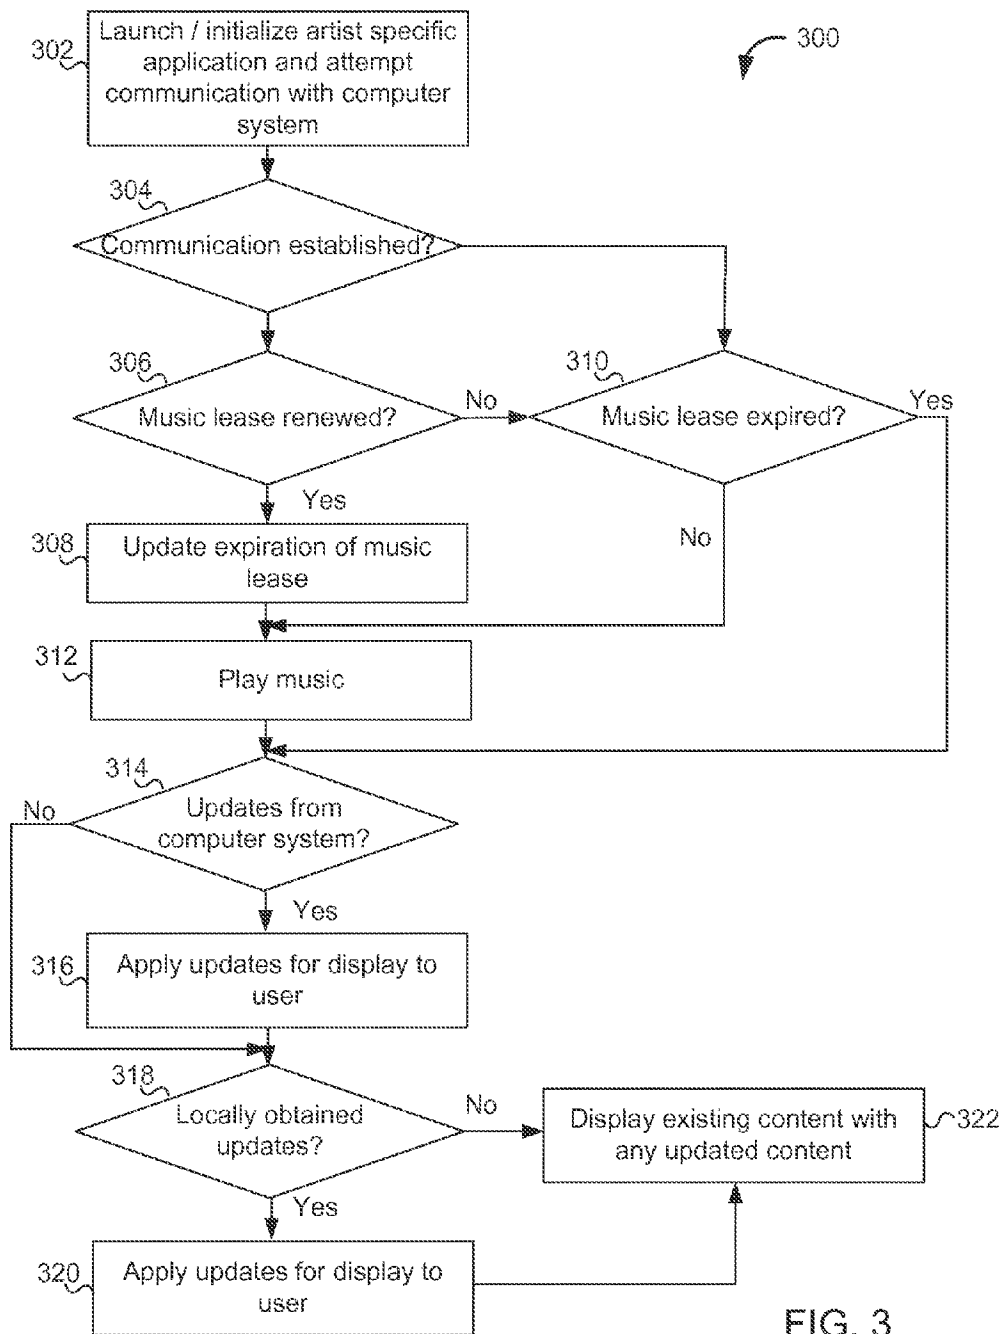 302
Launch / initialize artist specific
application and attempt
communication with computer
system
300
304
Communication established?
306
Music lease renewed?
No
310
Music lease expired?
Yes
Yes
No
308
Update expiration of music
lease
312
Play music
314
No
Updates from
computer system?
Yes
316
Apply updates for display to
user
318
Locally obtained
updates?
No
Display existing content with
any updated content
322
Yes
320
Apply updates for display to
user
FIG. 3